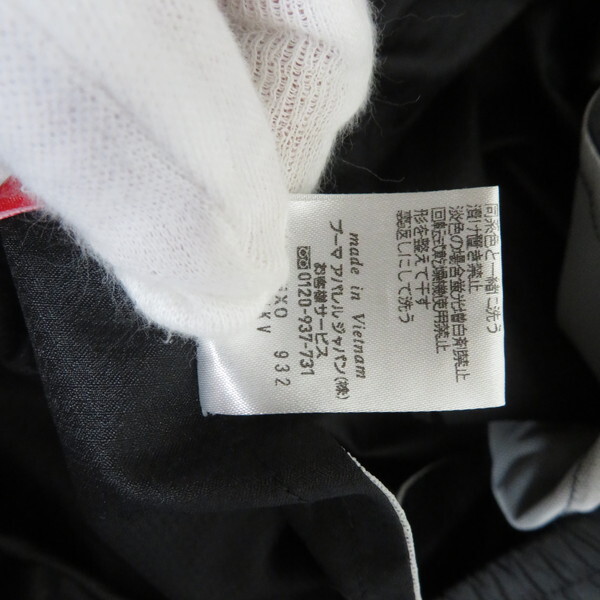 同系色と一緒に洗う
漬け置き禁止
淡色の場合蛍光増白剤禁止
回転式乾燥機使用禁止
形を整えて干す
裏返しにして洗う
made in Vietnam
プーマ アパレル ジャパン(株)
お客様サービス
0120-937-731
932